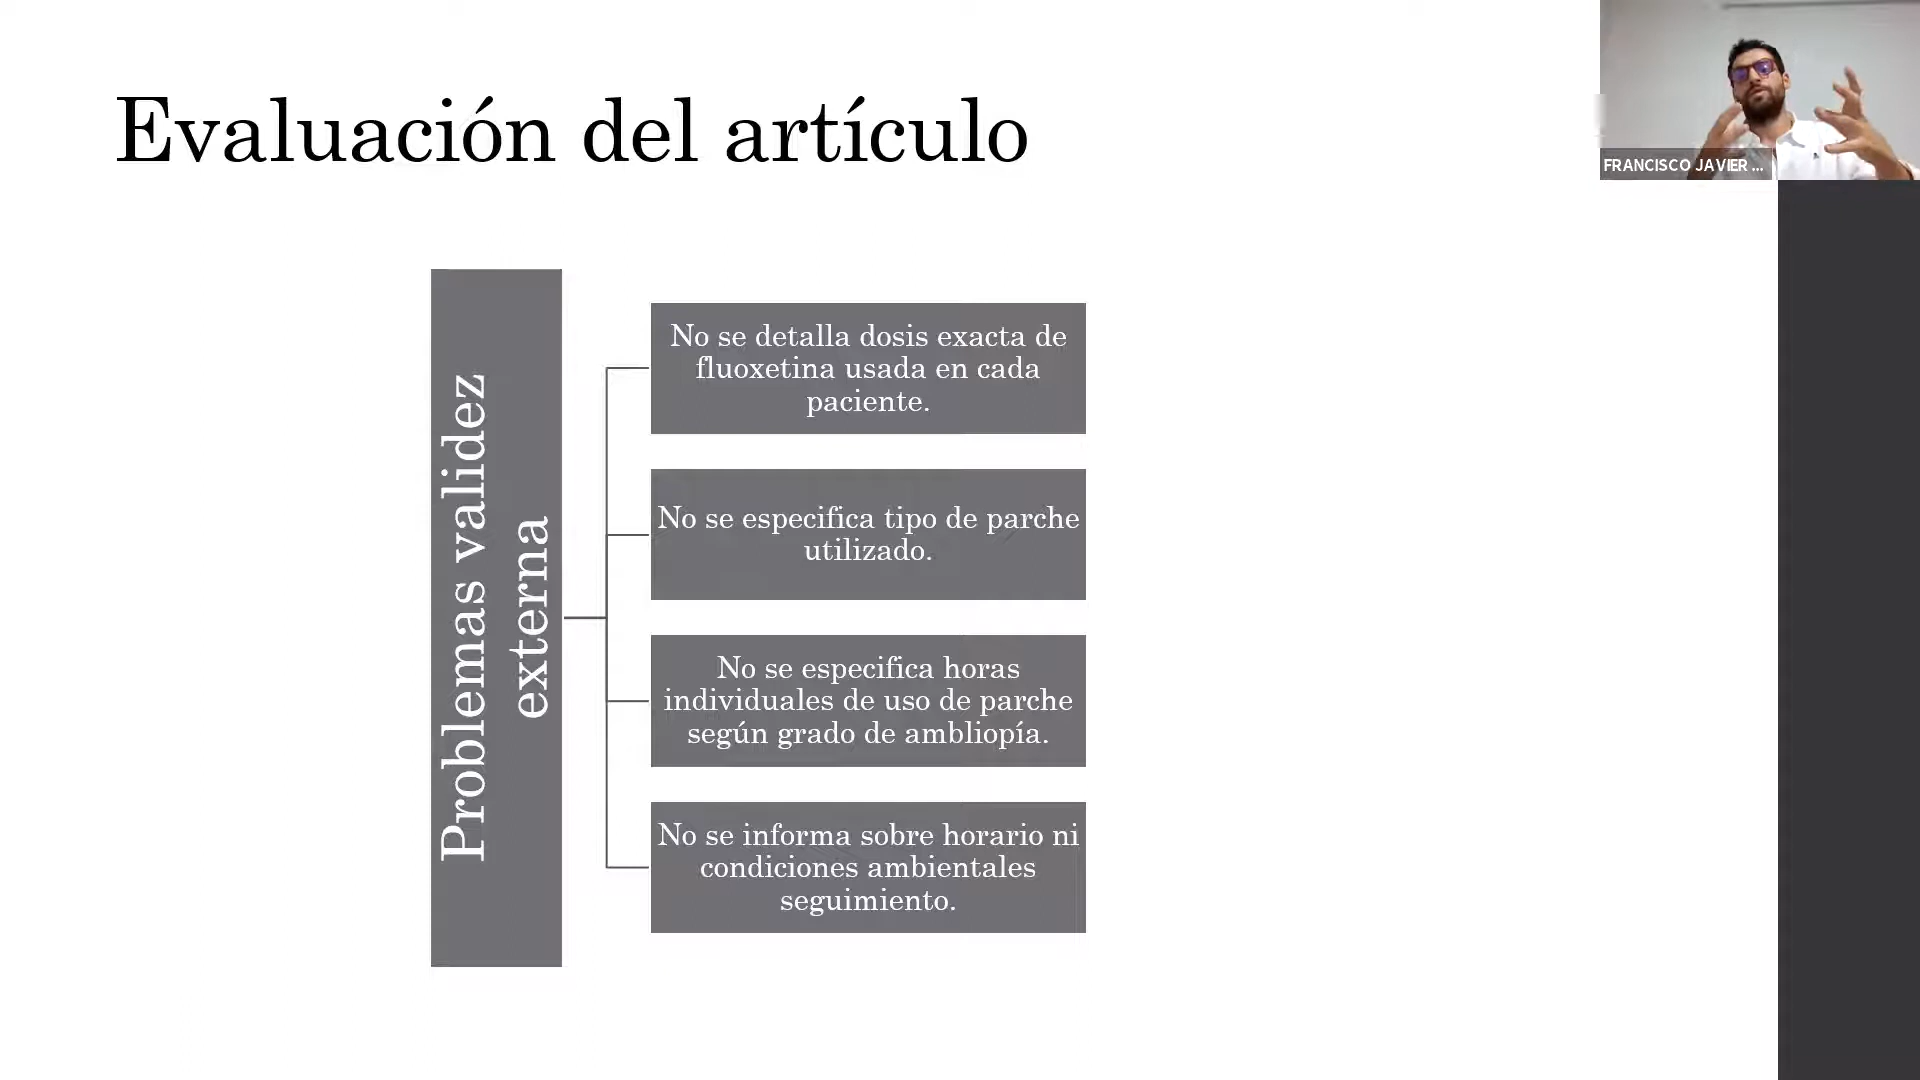 Evaluación del artículo
FRANCISCO JAVIER ...
Problemas validez
externa
No se detalla dosis exacta de
fluoxetina usada en cada
paciente.
No se especifica tipo de parche
utilizado.
No se especifica horas
individuales de uso de parche
según grado de ambliopía.
No se informa sobre horario ni
condiciones ambientales
seguimiento.